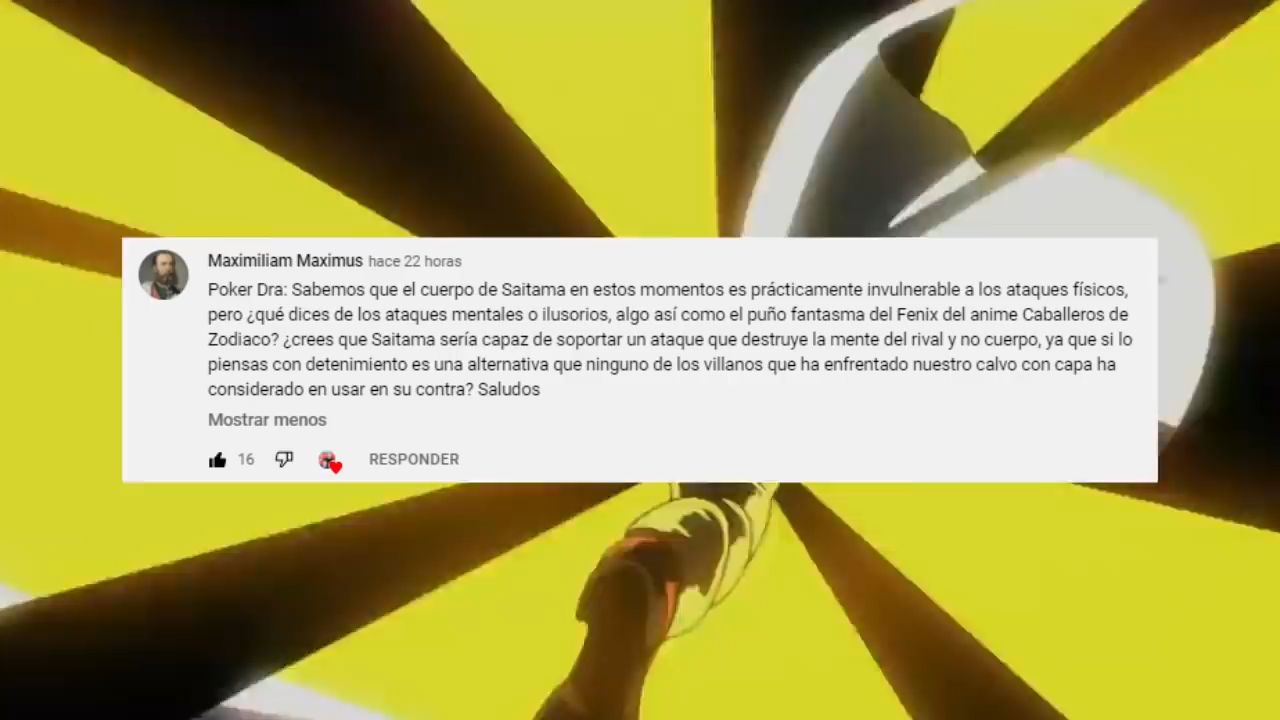 Maximiliam Maximus hace 22 horas
Poker Dra: Sabemos que el cuerpo de Saitama en estos momentos es prácticamente invulnerable a los ataques físicos,
pero ¿qué dices de los ataques mentales o ilusorios, algo así como el puño fantasma del Fenix del anime Caballeros de
Zodiaco? ¿crees que Saitama sería capaz de soportar un ataque que destruye la mente del rival y no cuerpo, ya que si lo
piensas con detenimiento es una alternativa que ninguno de los villanos que ha enfrentado nuestro calvo con capa ha
considerado en usar en su contra? Saludos
Mostrar menos
16 RESPONDER